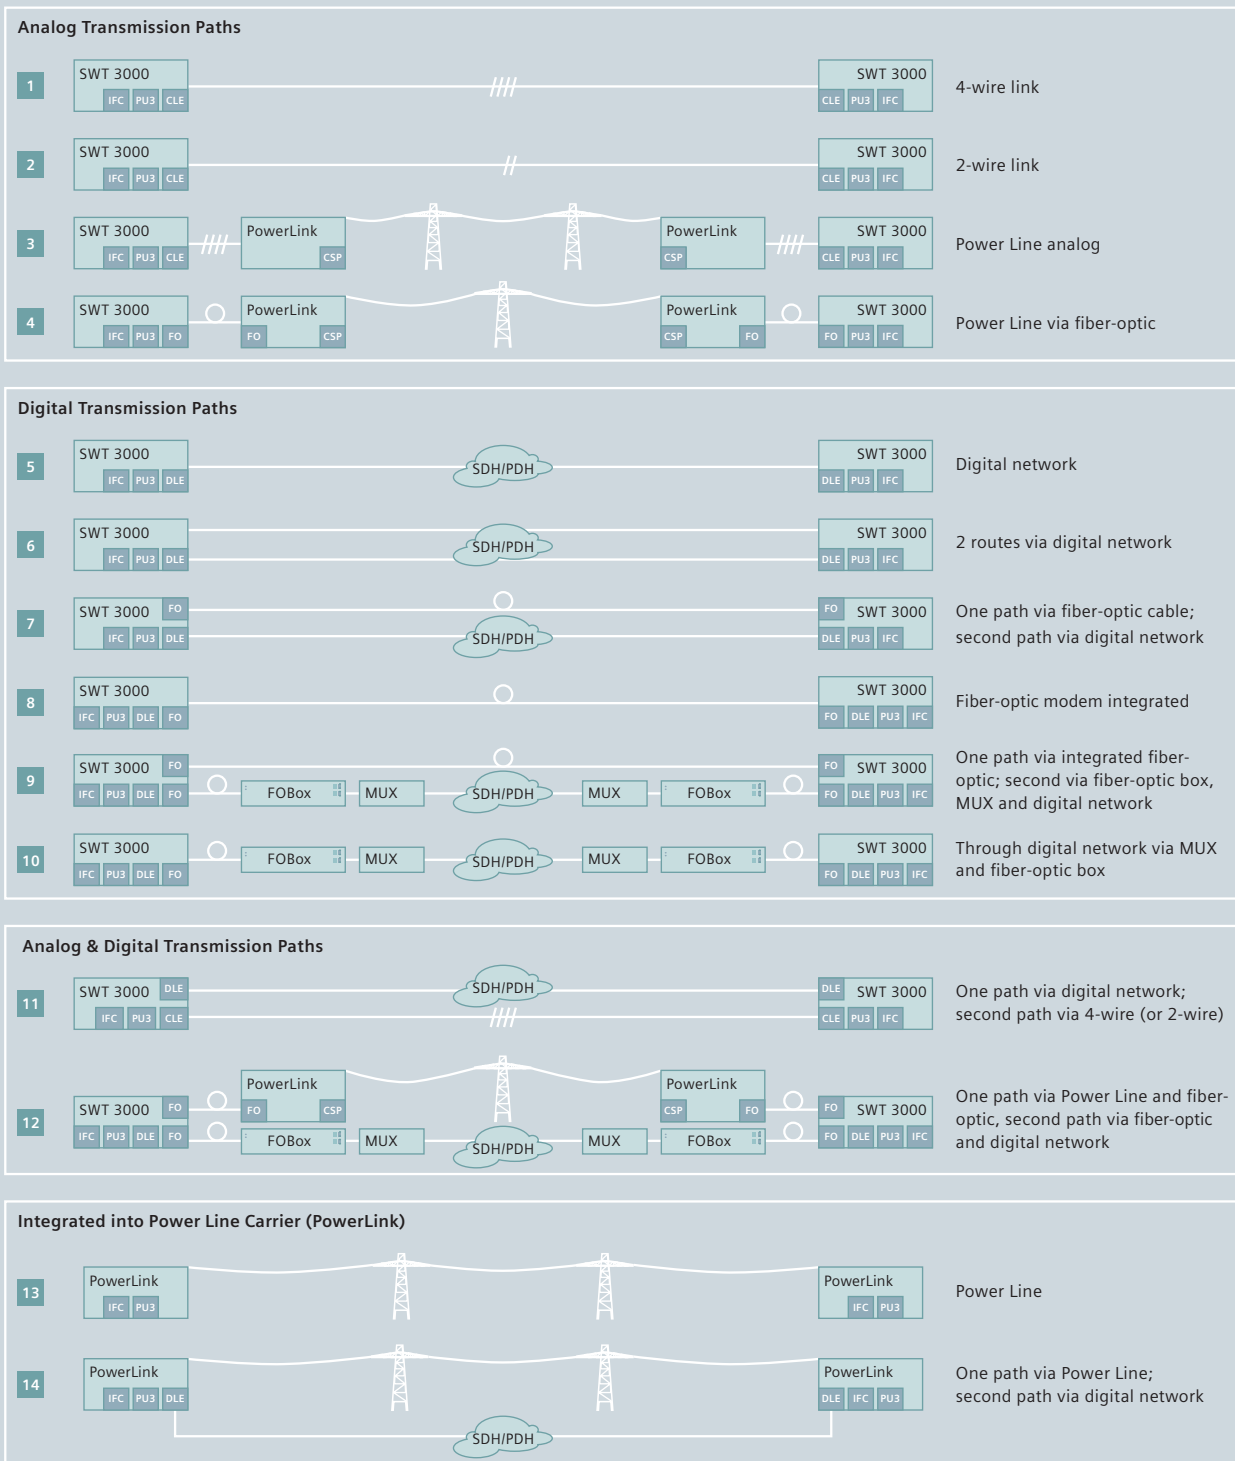 Analog Transmission Paths
1
SWT 3000
IFC PU3 CLE
SWT 3000
CLE PU3 IFC
4-wire link
2
SWT 3000
IFC PU3 CLE
SWT 3000
CLE PU3 IFC
2-wire link
3
SWT 3000
IFC PU3 CLE
PowerLink
CSP
PowerLink
CSP
SWT 3000
CLE PU3 IFC
Power Line analog
4
SWT 3000
IFC PU3 FO
PowerLink
FO CSP
PowerLink
CSP FO
SWT 3000
FO PU3 IFC
Power Line via fiber-optic
Digital Transmission Paths
5
SWT 3000
IFC PU3 DLE
SDH/PDH
SWT 3000
DLE PU3 IFC
Digital network
6
SWT 3000
IFC PU3 DLE
SDH/PDH
SWT 3000
DLE PU3 IFC
2 routes via digital network
7
SWT 3000 FO
IFC PU3 DLE
SDH/PDH
FO SWT 3000
DLE PU3 IFC
One path via fiber-optic cable;
second path via digital network
8
SWT 3000
IFC PU3 DLE FO
SWT 3000
FO DLE PU3 IFC
Fiber-optic modem integrated
9
SWT 3000 FO
IFC PU3 DLE FO
FOBox
MUX
SDH/PDH
MUX
FOBox
FO SWT 3000
FO DLE PU3 IFC
One path via integrated fiber-
optic; second via fiber-optic box,
MUX and digital network
10
SWT 3000
IFC PU3 DLE FO
FOBox
MUX
SDH/PDH
MUX
FOBox
SWT 3000
FO DLE PU3 IFC
Through digital network via MUX
and fiber-optic box
Analog & Digital Transmission Paths
11
SWT 3000 DLE
IFC PU3 CLE
SDH/PDH
DLE SWT 3000
CLE PU3 IFC
One path via digital network;
second path via 4-wire (or 2-wire)
12
SWT 3000 FO
IFC PU3 DLE FO
PowerLink
FO CSP
FOBox
MUX
SDH/PDH
PowerLink
CSP FO
MUX
FOBox
FO SWT 3000
FO DLE PU3 IFC
One path via Power Line and fiber-
optic, second path via fiber-optic
and digital network
Integrated into Power Line Carrier (PowerLink)
13
PowerLink
IFC PU3
PowerLink
IFC PU3
Power Line
14
PowerLink
IFC PU3 DLE
SDH/PDH
PowerLink
DLE IFC PU3
One path via Power Line;
second path via digital network